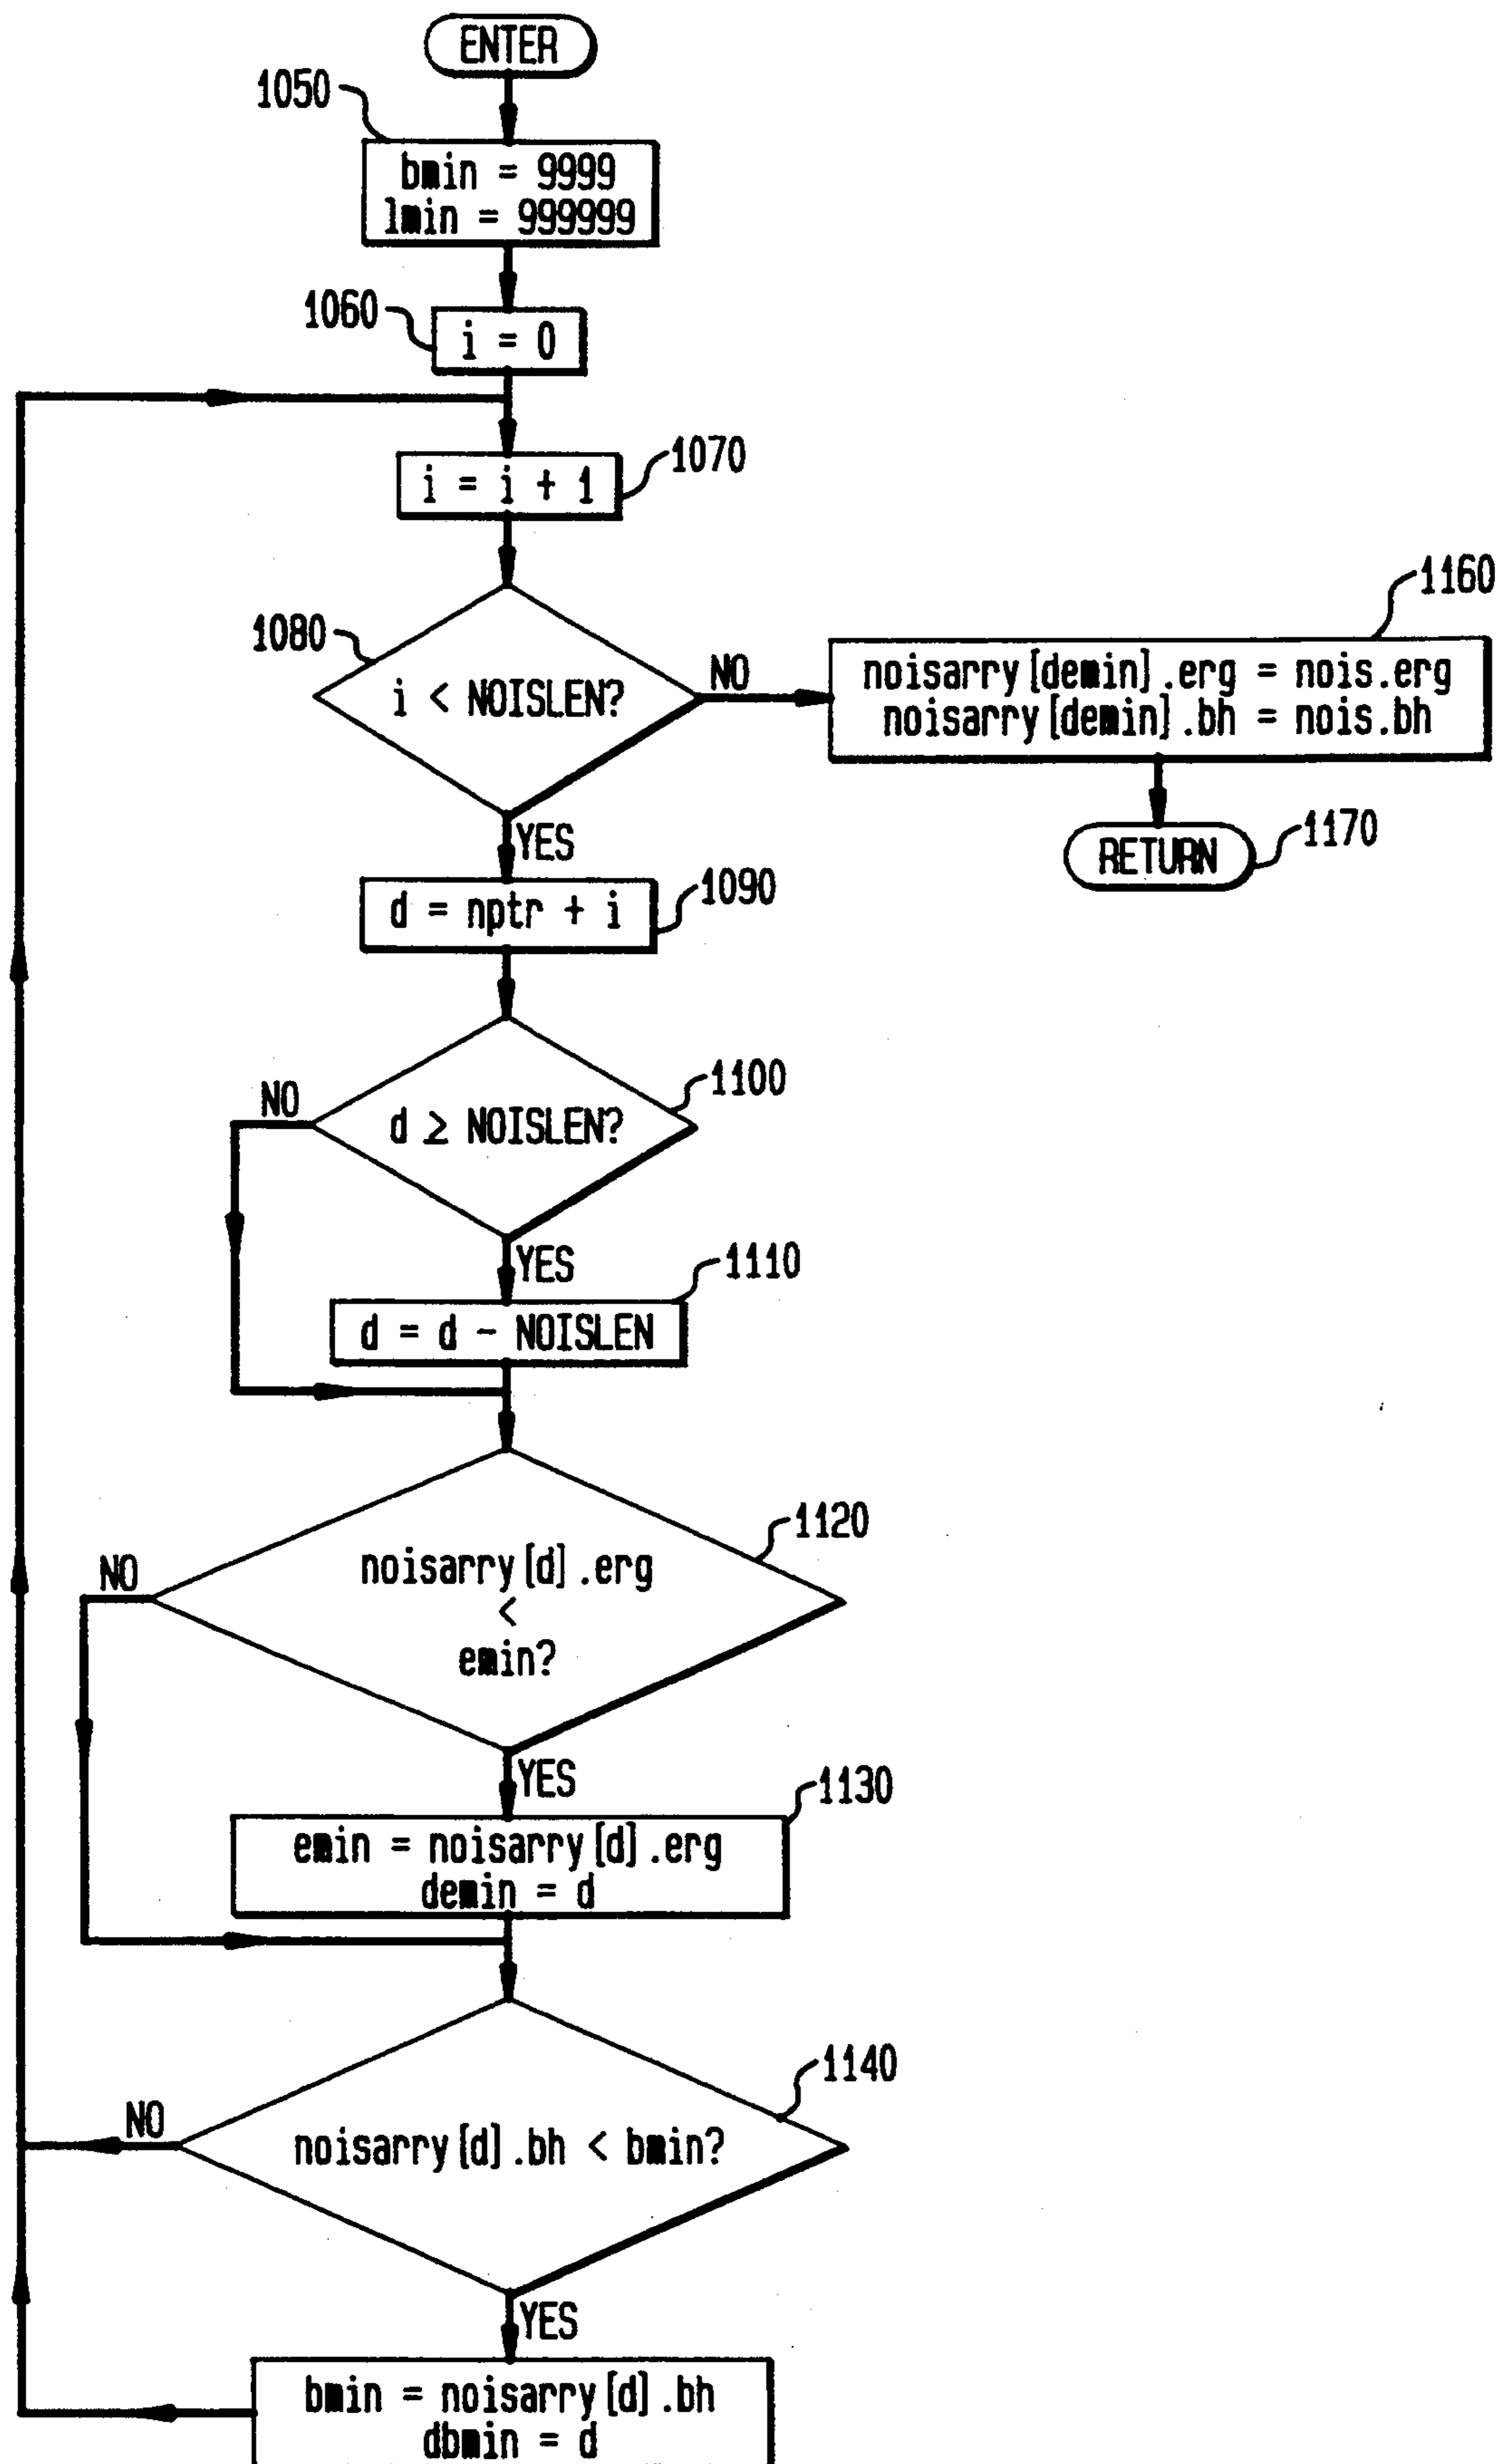 ENTER
1050
bmin = 9999
lmin = 999999
1060
i = 0
1070
i = i + 1
1080
i < NOISLEN?
NO
1160
noisarry[demin].erg = nois.erg
noisarry[demin].bh = nois.bh
RETURN
1170
YES
1090
d = nptr + i
1100
NO
d ≥ NOISLEN?
YES
1110
d = d - NOISLEN
1120
NO
noisarry[d].erg
<
emin?
YES
1130
emin = noisarry[d].erg
demin = d
1140
NO
noisarry[d].bh < bmin?
YES
bmin = noisarry[d].bh
dbmin = d